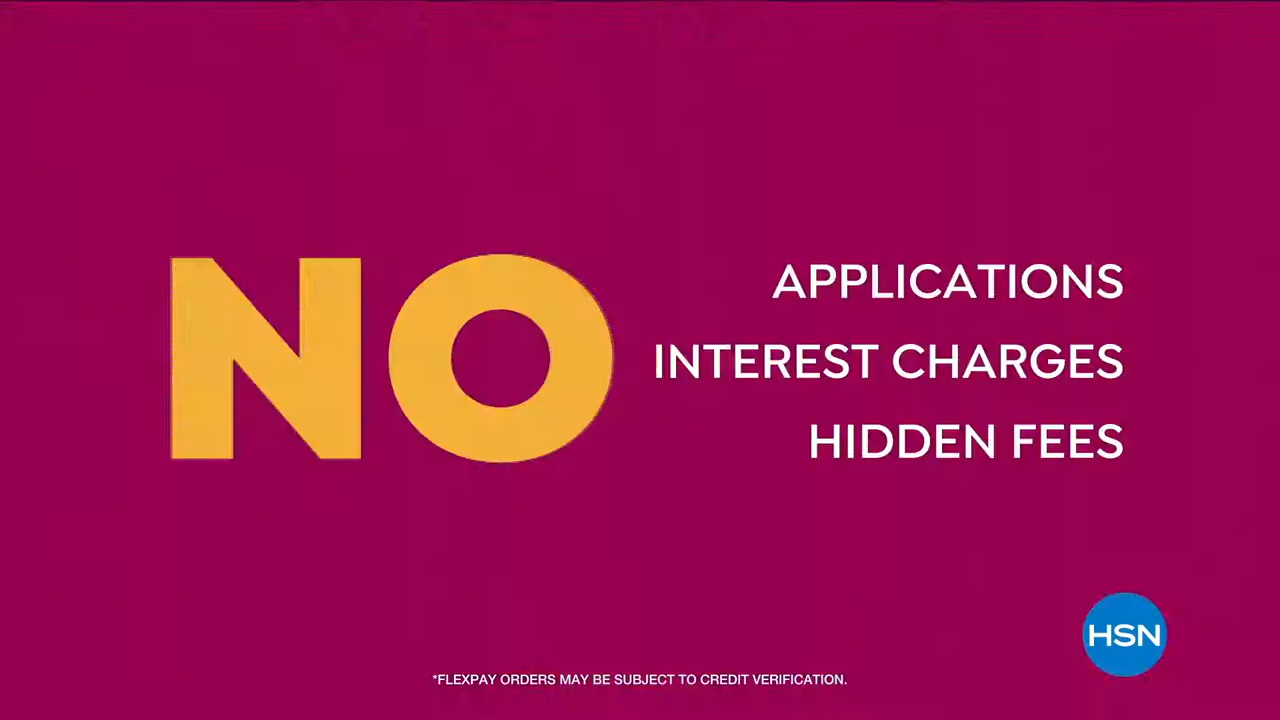 NO
APPLICATIONS
INTEREST CHARGES
HIDDEN FEES
HSN
*FLEXPAY ORDERS MAY BE SUBJECT TO CREDIT VERIFICATION.